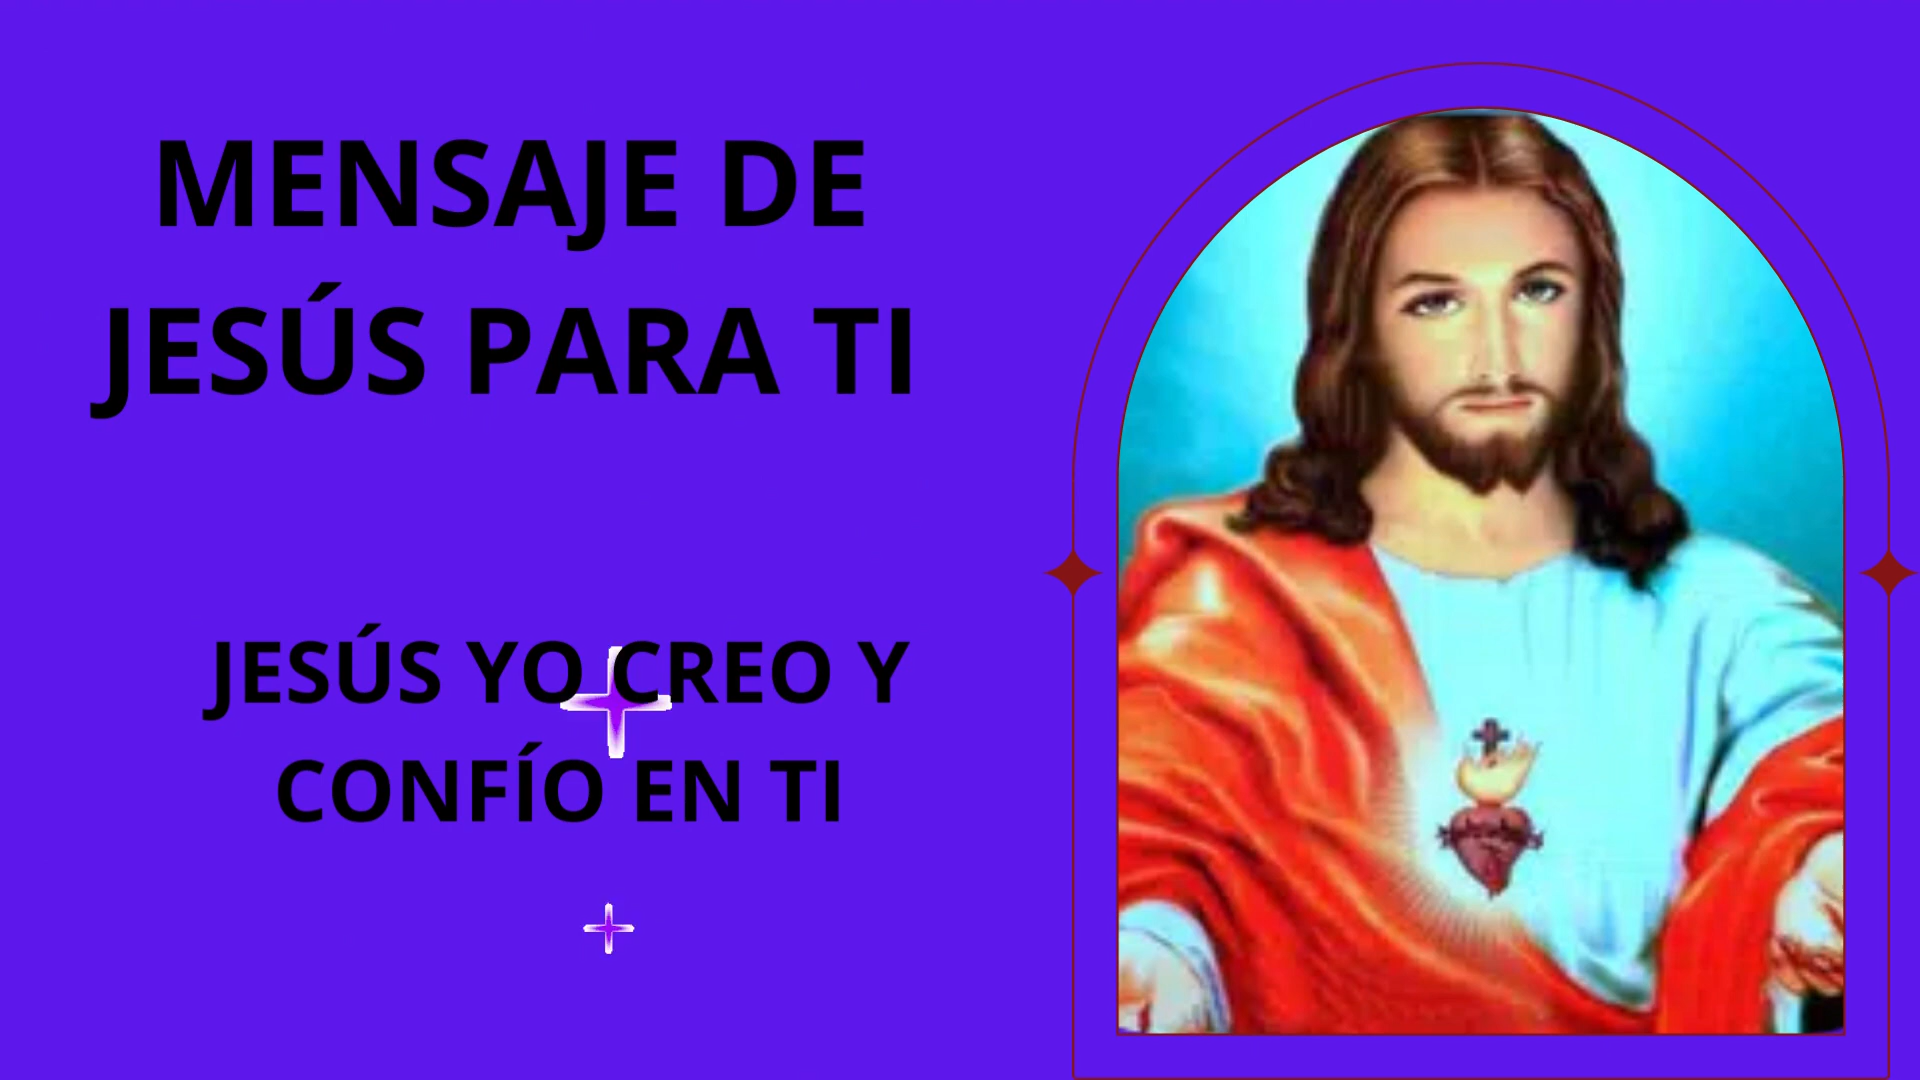 MENSAJE DE
JESÚS PARA TI
JESÚS YO CREO Y
CONFÍO EN TI